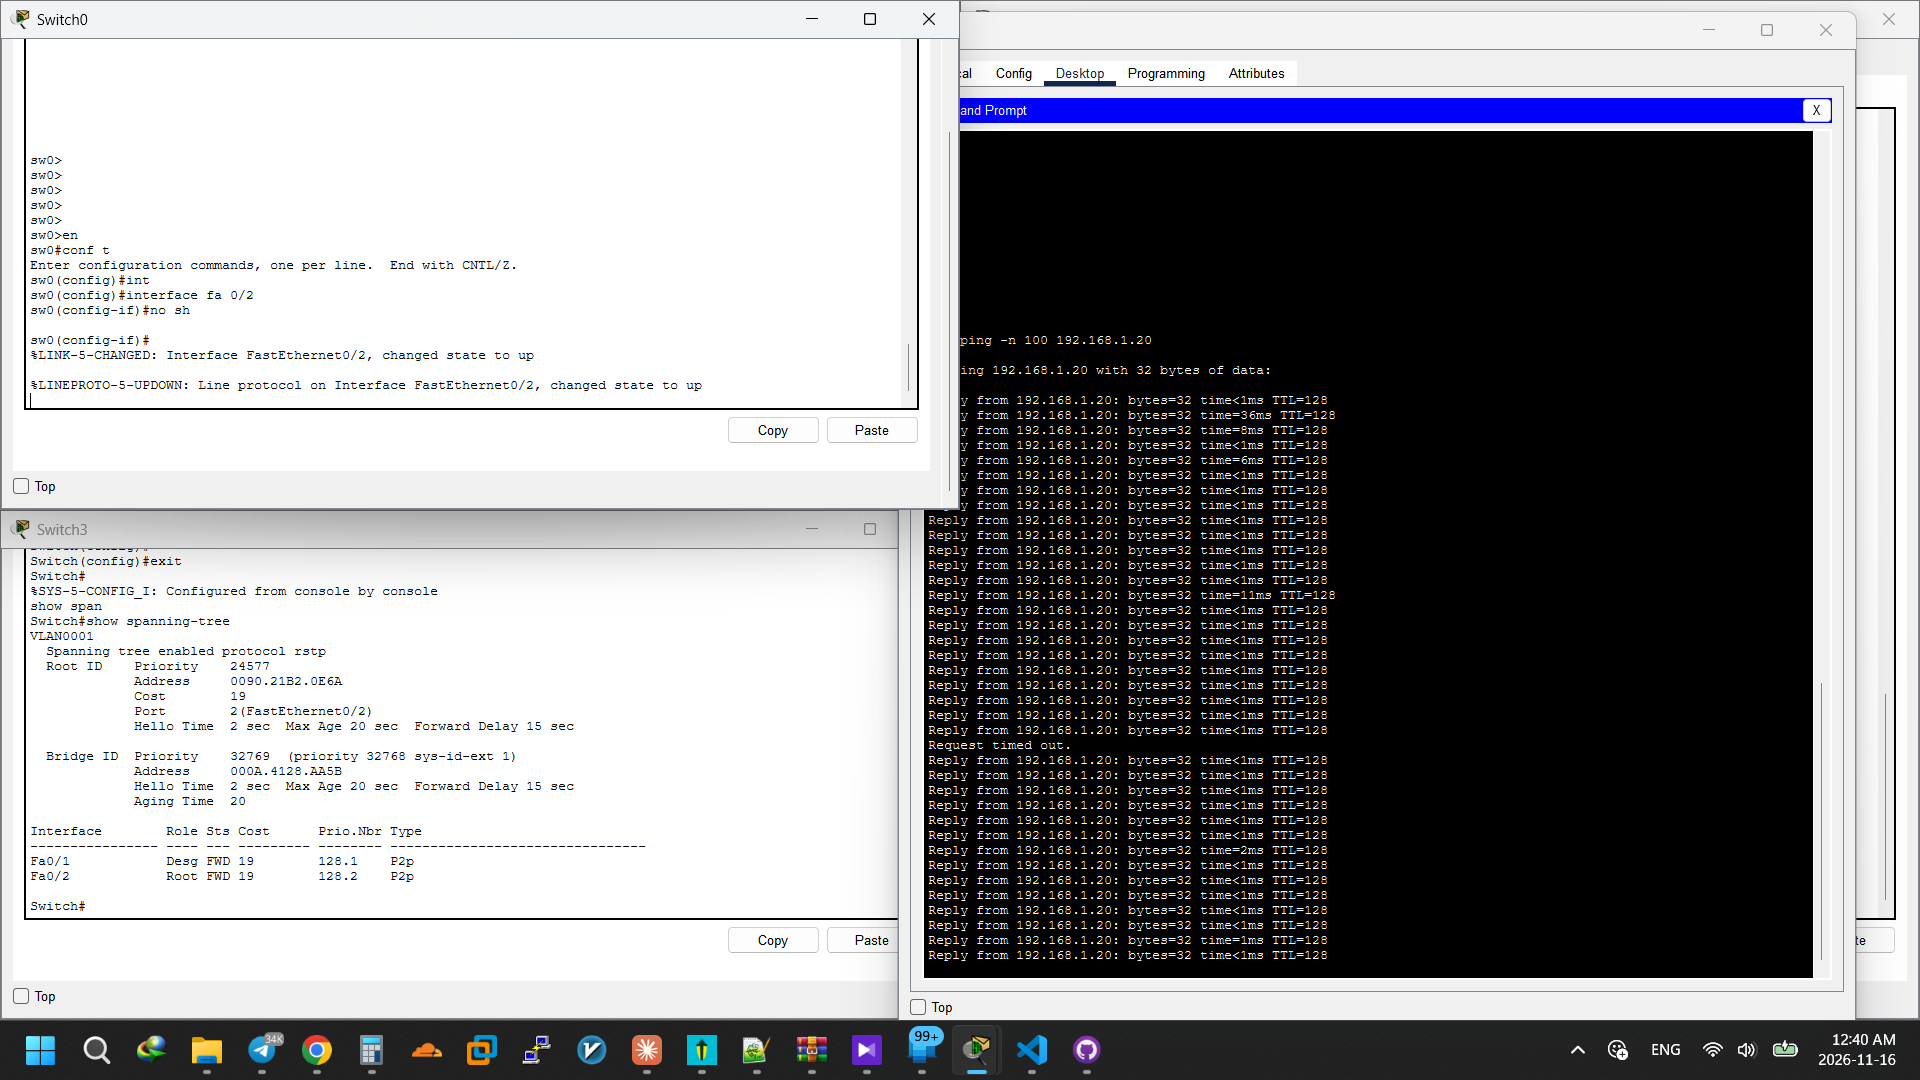 Switch0
sw0>
sw0>
sw0>
sw0>
sw0>
sw0>en
sw0#conf t
Enter configuration commands, one per line.  End with CNTL/Z.
sw0(config)#int
sw0(config)#interface fa 0/2
sw0(config-if)#no sh
sw0(config-if)#
%LINK-5-CHANGED: Interface FastEthernet0/2, changed state to up
%LINEPROTO-5-UPDOWN: Line protocol on Interface FastEthernet0/2, changed state to up
Copy Paste
Top
Switch3
Switch(config)#exit
Switch#
%SYS-5-CONFIG_I: Configured from console by console
show span
Switch#show spanning-tree
VLAN0001
Spanning tree enabled protocol rstp
Root ID Priority 24577
Address 0090.21B2.0E6A
Cost 19
Port 2(FastEthernet0/2)
Hello Time 2 sec Max Age 20 sec Forward Delay 15 sec
Bridge ID Priority 32769 (priority 32768 sys-id-ext 1)
Address 000A.4128.AA5B
Hello Time 2 sec Max Age 20 sec Forward Delay 15 sec
Aging Time 20
Interface Role Sts Cost Prio.Nbr Type
---------------- ---- --- --------- -------- --------------------------------
Fa0/1 Desg FWD 19 128.1 P2p
Fa0/2 Root FWD 19 128.2 P2p
Switch#
Copy Paste
Top
cal Config Desktop Programming Attributes
and Prompt X
ping -n 100 192.168.1.20
ing 192.168.1.20 with 32 bytes of data:
y from 192.168.1.20: bytes=32 time<1ms TTL=128
y from 192.168.1.20: bytes=32 time=36ms TTL=128
y from 192.168.1.20: bytes=32 time=8ms TTL=128
y from 192.168.1.20: bytes=32 time<1ms TTL=128
y from 192.168.1.20: bytes=32 time=6ms TTL=128
y from 192.168.1.20: bytes=32 time<1ms TTL=128
y from 192.168.1.20: bytes=32 time<1ms TTL=128
Reply from 192.168.1.20: bytes=32 time<1ms TTL=128
Reply from 192.168.1.20: bytes=32 time<1ms TTL=128
Reply from 192.168.1.20: bytes=32 time<1ms TTL=128
Reply from 192.168.1.20: bytes=32 time<1ms TTL=128
Reply from 192.168.1.20: bytes=32 time<1ms TTL=128
Reply from 192.168.1.20: bytes=32 time<1ms TTL=128
Reply from 192.168.1.20: bytes=32 time=11ms TTL=128
Reply from 192.168.1.20: bytes=32 time<1ms TTL=128
Reply from 192.168.1.20: bytes=32 time<1ms TTL=128
Reply from 192.168.1.20: bytes=32 time<1ms TTL=128
Reply from 192.168.1.20: bytes=32 time<1ms TTL=128
Reply from 192.168.1.20: bytes=32 time<1ms TTL=128
Reply from 192.168.1.20: bytes=32 time<1ms TTL=128
Reply from 192.168.1.20: bytes=32 time<1ms TTL=128
Reply from 192.168.1.20: bytes=32 time<1ms TTL=128
Reply from 192.168.1.20: bytes=32 time<1ms TTL=128
Request timed out.
Reply from 192.168.1.20: bytes=32 time<1ms TTL=128
Reply from 192.168.1.20: bytes=32 time<1ms TTL=128
Reply from 192.168.1.20: bytes=32 time<1ms TTL=128
Reply from 192.168.1.20: bytes=32 time<1ms TTL=128
Reply from 192.168.1.20: bytes=32 time<1ms TTL=128
Reply from 192.168.1.20: bytes=32 time<1ms TTL=128
Reply from 192.168.1.20: bytes=32 time=2ms TTL=128
Reply from 192.168.1.20: bytes=32 time<1ms TTL=128
Reply from 192.168.1.20: bytes=32 time<1ms TTL=128
Reply from 192.168.1.20: bytes=32 time<1ms TTL=128
Reply from 192.168.1.20: bytes=32 time<1ms TTL=128
Reply from 192.168.1.20: bytes=32 time<1ms TTL=128
Reply from 192.168.1.20: bytes=32 time=1ms TTL=128
Reply from 192.168.1.20: bytes=32 time<1ms TTL=128
te
Top
34K
99+
ENG
12:40 AM
2026-11-16